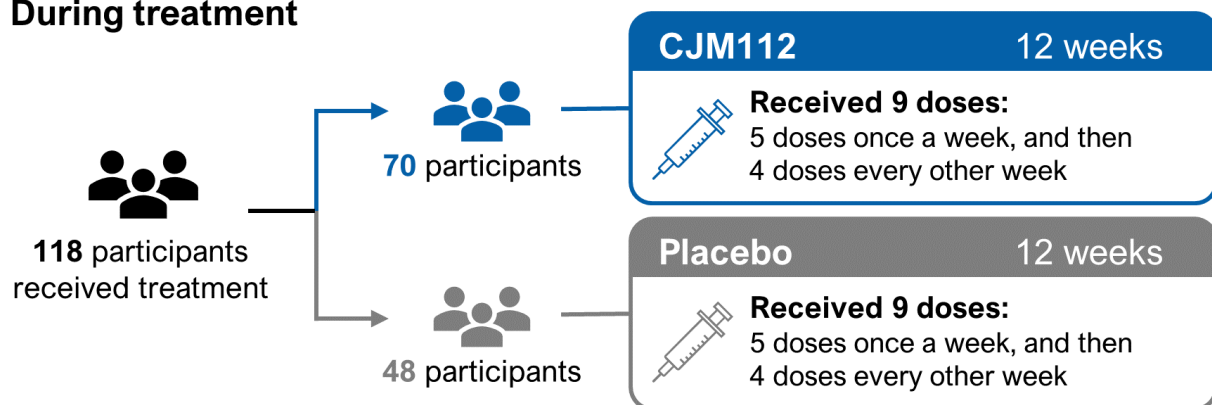 During treatment
118 participants
received treatment
70 participants
CJM112 12 weeks
Received 9 doses:
5 doses once a week, and then
4 doses every other week
48 participants
Placebo 12 weeks
Received 9 doses:
5 doses once a week, and then
4 doses every other week